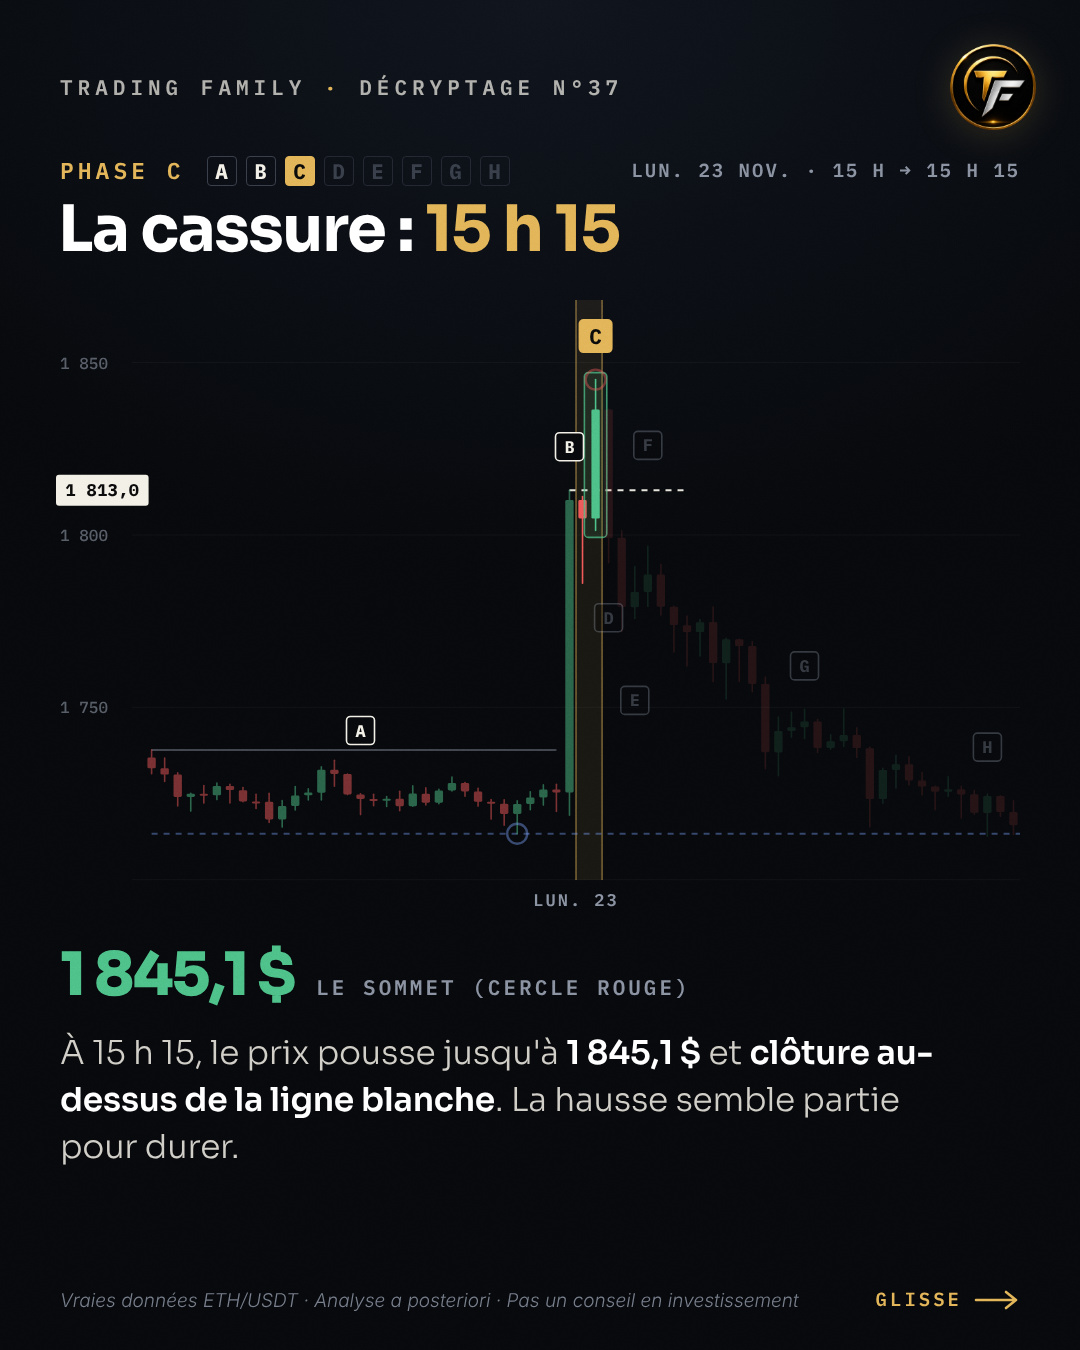 TRADING FAMILY · DÉCRYPTAGE N°37
TF
PHASE C A B C D E F G H
LUN. 23 NOV. · 15 H → 15 H 15
La cassure : 15 h 15
C
1 850
B
F
1 813,0
1 800
D
G
E
1 750
A
H
LUN. 23
1 845,1 $ LE SOMMET (CERCLE ROUGE)
À 15 h 15, le prix pousse jusqu'à 1 845,1 $ et clôture au-
dessus de la ligne blanche. La hausse semble partie
pour durer.
Vraies données ETH/USDT · Analyse a posteriori · Pas un conseil en investissement
GLISSE →